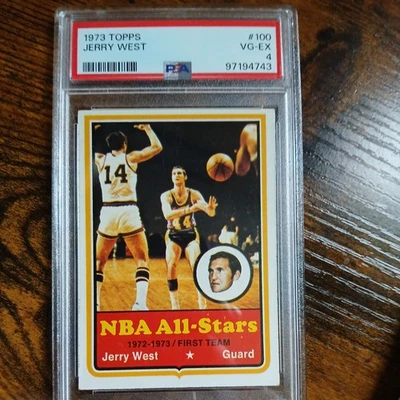 1973 TOPPS #100
JERRY WEST VG-EX
4
PSA 97194743
14
NBA All-Stars
1972-1973 / FIRST TEAM
Jerry West ★ Guard